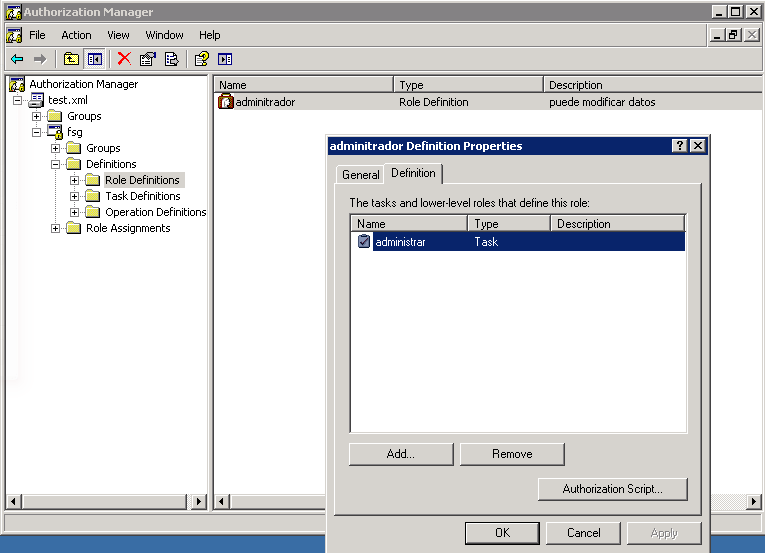 Authorization Manager
File Action View Window Help
Authorization Manager
test.xml
Groups
fsg
Groups
Definitions
Role Definitions
Task Definitions
Operation Definitions
Role Assignments
Name Type Description
adminitrador Role Definition puede modificar datos
adminitrador Definition Properties
General Definition
The tasks and lower-level roles that define this role:
Name Type Description
administrar Task
Add... Remove
Authorization Script...
OK Cancel Apply